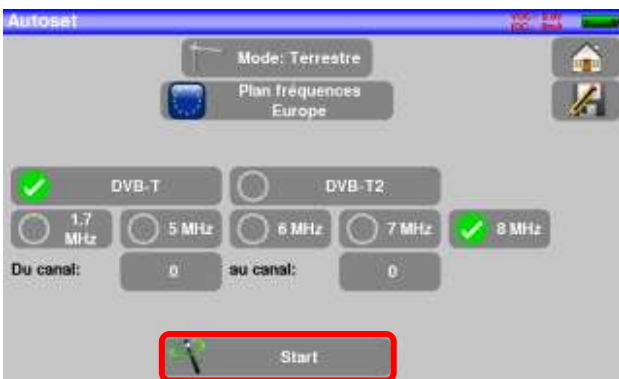 Autoset
Mode: Terrestre
Plan fréquences
Europe
DVB-T
DVB-T2
1.7
MHz
5 MHz
6 MHz
7 MHz
8 MHz
Du canal:
0
au canal:
0
Start